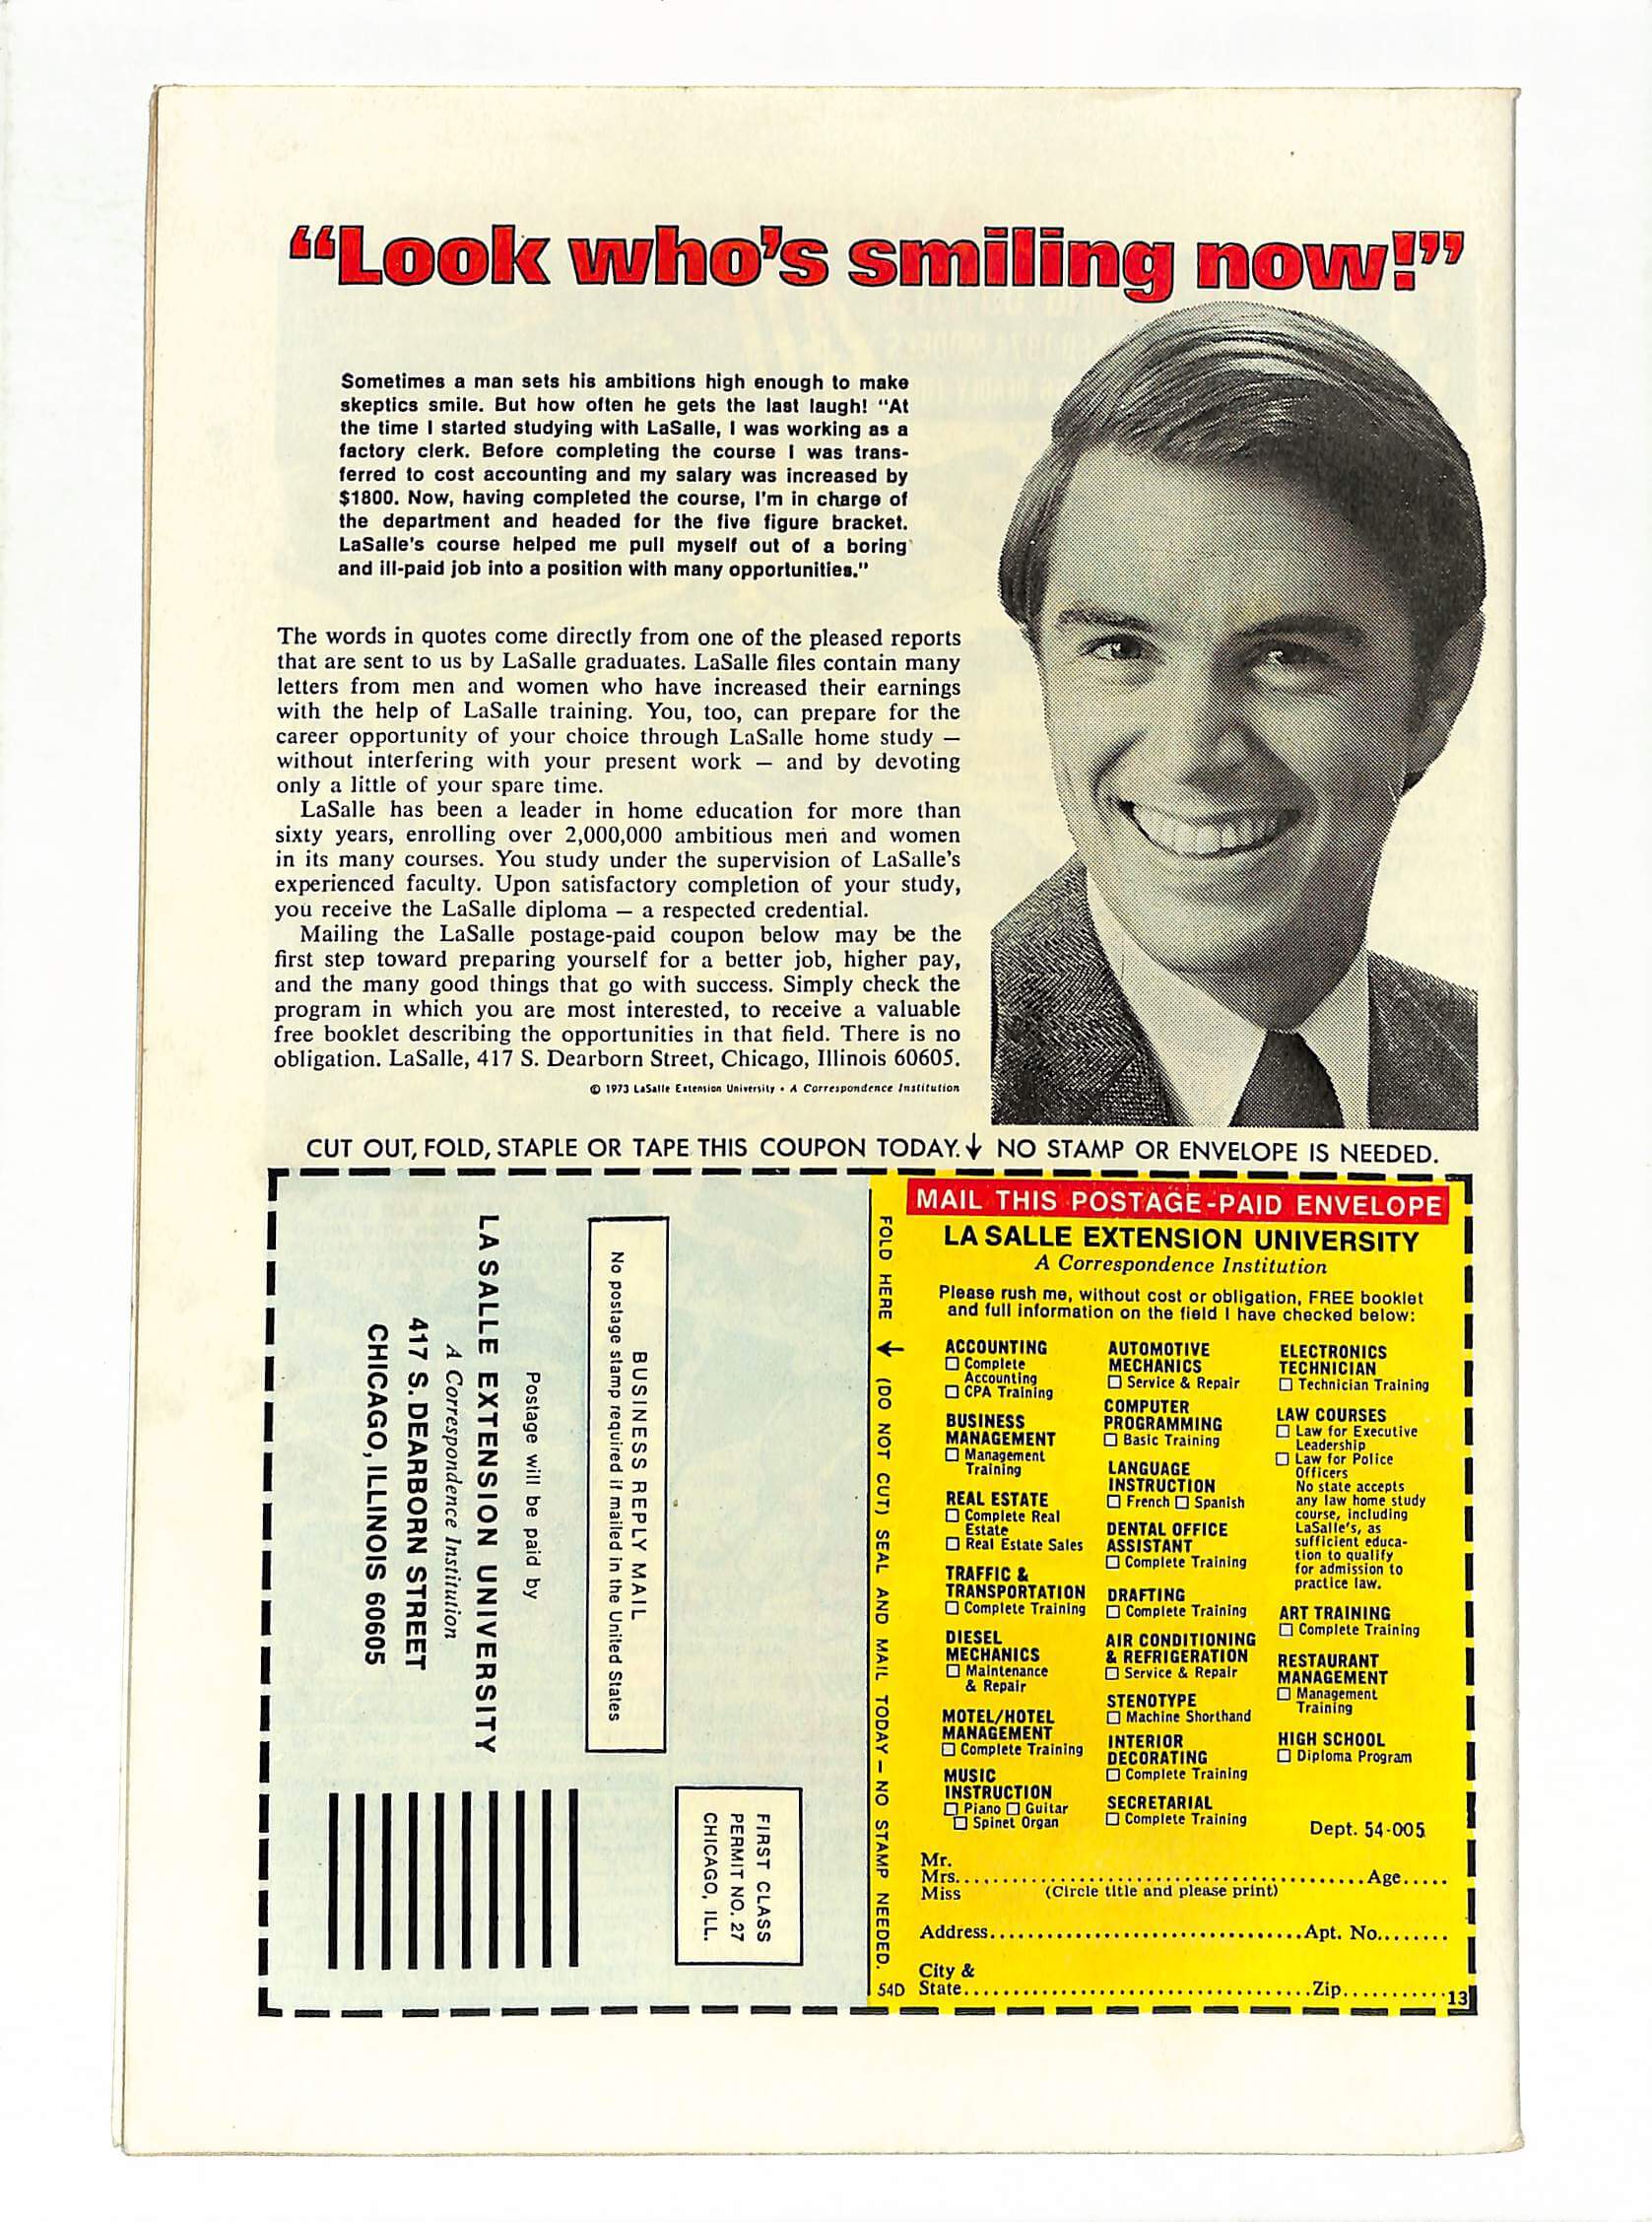 “Look who’s smiling now!”
Sometimes a man sets his ambitions high enough to make
skeptics smile. But how often he gets the last laugh! “At
the time I started studying with LaSalle, I was working as a
factory clerk. Before completing the course I was trans-
ferred to cost accounting and my salary was increased by
$1800. Now, having completed the course, I’m in charge of
the department and headed for the five figure bracket.
LaSalle’s course helped me pull myself out of a boring
and ill-paid job into a position with many opportunities.”
The words in quotes come directly from one of the pleased reports
that are sent to us by LaSalle graduates. LaSalle files contain many
letters from men and women who have increased their earnings
with the help of LaSalle training. You, too, can prepare for the
career opportunity of your choice through LaSalle home study —
without interfering with your present work — and by devoting
only a little of your spare time.
LaSalle has been a leader in home education for more than
sixty years, enrolling over 2,000,000 ambitious men and women
in its many courses. You study under the supervision of LaSalle’s
experienced faculty. Upon satisfactory completion of your study,
you receive the LaSalle diploma — a respected credential.
Mailing the LaSalle postage-paid coupon below may be the
first step toward preparing yourself for a better job, higher pay,
and the many good things that go with success. Simply check the
program in which you are most interested, to receive a valuable
free booklet describing the opportunities in that field. There is no
obligation. LaSalle, 417 S. Dearborn Street, Chicago, Illinois 60605.
© 1973 LaSalle Extension University • A Correspondence Institution
CUT OUT, FOLD, STAPLE OR TAPE THIS COUPON TODAY.↓ NO STAMP OR ENVELOPE IS NEEDED.
FIRST CLASS
PERMIT NO. 27
CHICAGO, ILL.
BUSINESS REPLY MAIL
No postage stamp required if mailed in the United States
Postage will be paid by
LA SALLE EXTENSION UNIVERSITY
A Correspondence Institution
417 S. DEARBORN STREET
CHICAGO, ILLINOIS 60605
FOLD HERE ← (DO NOT CUT) SEAL AND MAIL TODAY — NO STAMP NEEDED.
54D
MAIL THIS POSTAGE-PAID ENVELOPE
LA SALLE EXTENSION UNIVERSITY
A Correspondence Institution
Please rush me, without cost or obligation, FREE booklet
and full information on the field I have checked below:
ACCOUNTING
☐ Complete
Accounting
☐ CPA Training
BUSINESS
MANAGEMENT
☐ Management
Training
REAL ESTATE
☐ Complete Real
Estate
☐ Real Estate Sales
TRAFFIC &
TRANSPORTATION
☐ Complete Training
DIESEL
MECHANICS
☐ Maintenance
& Repair
MOTEL/HOTEL
MANAGEMENT
☐ Complete Training
MUSIC
INSTRUCTION
☐ Piano ☐ Guitar
☐ Spinet Organ
AUTOMOTIVE
MECHANICS
☐ Service & Repair
COMPUTER
PROGRAMMING
☐ Basic Training
LANGUAGE
INSTRUCTION
☐ French ☐ Spanish
DENTAL OFFICE
ASSISTANT
☐ Complete Training
DRAFTING
☐ Complete Training
AIR CONDITIONING
& REFRIGERATION
☐ Service & Repair
STENOTYPE
☐ Machine Shorthand
INTERIOR
DECORATING
☐ Complete Training
SECRETARIAL
☐ Complete Training
ELECTRONICS
TECHNICIAN
☐ Technician Training
LAW COURSES
☐ Law for Executive
Leadership
☐ Law for Police
Officers
No state accepts
any law home study
course, including
LaSalle’s, as
sufficient educa-
tion to qualify
for admission to
practice law.
ART TRAINING
☐ Complete Training
RESTAURANT
MANAGEMENT
☐ Management
Training
HIGH SCHOOL
☐ Diploma Program
Dept. 54-005
Mr.
Mrs. Age
Miss (Circle title and please print)
Address Apt. No.
City &
State Zip
13